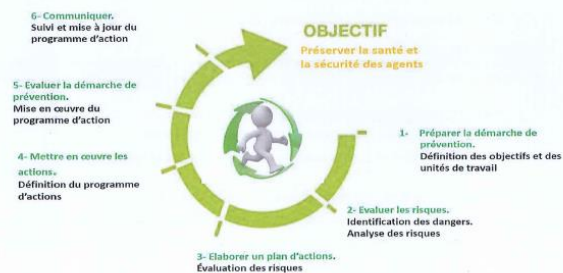 6- Communiquer.
Suivi et mise à jour du
programme d'action
OBJECTIF
Préserver la santé et
la sécurité des agents
5- Evaluer la démarche de
prévention.
Mise en œuvre du
programme d'action
4- Mettre en œuvre les
actions.
Définition du programme
d'actions
1- Préparer la démarche de
prévention.
Définition des objectifs et des
unités de travail
2- Evaluer les risques.
Identification des dangers.
Analyse des risques
3- Elaborer un plan d'actions.
Évaluation des risques